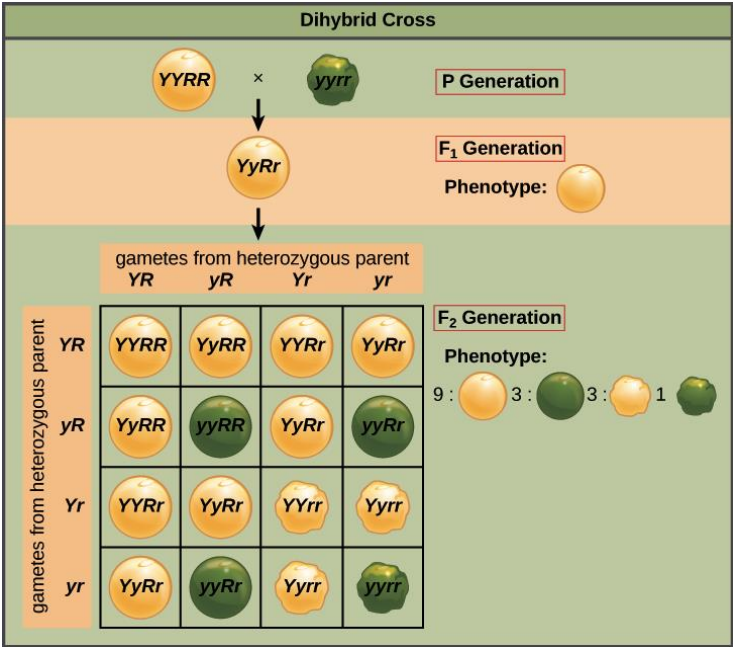 Dihybrid Cross
YYRR × yyrr
P Generation
YyRr
F₁ Generation
Phenotype:
gametes from heterozygous parent
YR yR Yr yr
gametes from heterozygous parent
YR YYRR YyRR YYRr YyRr
yR YyRR yyRR YyRr yyRr
Yr YYRr YyRr YYrr Yyrr
yr YyRr yyRr Yyrr yyrr
F₂ Generation
Phenotype:
9 : 3 : 3 : 1